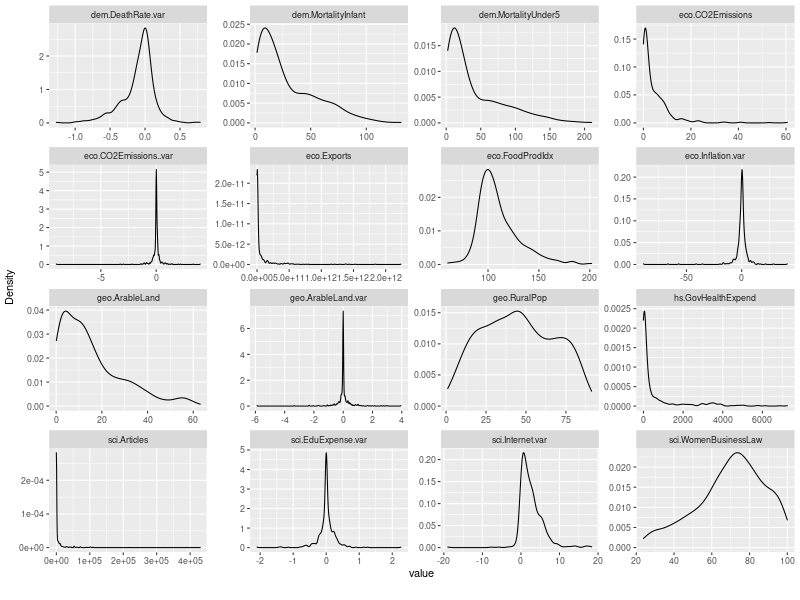 dem.DeathRate.var dem.MortalityInfant dem.MortalityUnder5 eco.CO2Emissions
2
1
0
-1.0 -0.5 0.0 0.5
0.025
0.020
0.015
0.010
0.005
0.000
0 50 100
0.015
0.010
0.005
0.000
0 50 100 150 200
0.15
0.10
0.05
0.00
0 20 40 60
eco.CO2Emissions..var eco.Exports eco.FoodProdIdx eco.Inflation.var
5
4
3
2
1
0
-5 0
2.0e-11
1.5e-11
1.0e-11
5.0e-12
0.0e+00
0.0e+005.0e+111.0e+121.5e+122.0e+12
0.02
0.01
0.00
100 150 200
0.20
0.15
0.10
0.05
0.00
-50 0
Density
geo.ArableLand geo.ArableLand.var geo.RuralPop hs.GovHealthExpend
0.04
0.03
0.02
0.01
0.00
0 20 40 60
6
4
2
0
-6 -4 -2 0 2 4
0.015
0.010
0.005
0.000
0 25 50 75
0.0025
0.0020
0.0015
0.0010
0.0005
0.0000
0 2000 4000 6000
sci.Articles sci.EduExpense.var sci.Internet.var sci.WomenBusinessLaw
2e-04
1e-04
0e+00
0e+00 1e+05 2e+05 3e+05 4e+05
5
4
3
2
1
0
-2 -1 0 1 2
0.20
0.15
0.10
0.05
0.00
-20 -10 0 10 20
0.020
0.015
0.010
0.005
0.000
20 40 60 80 100
value